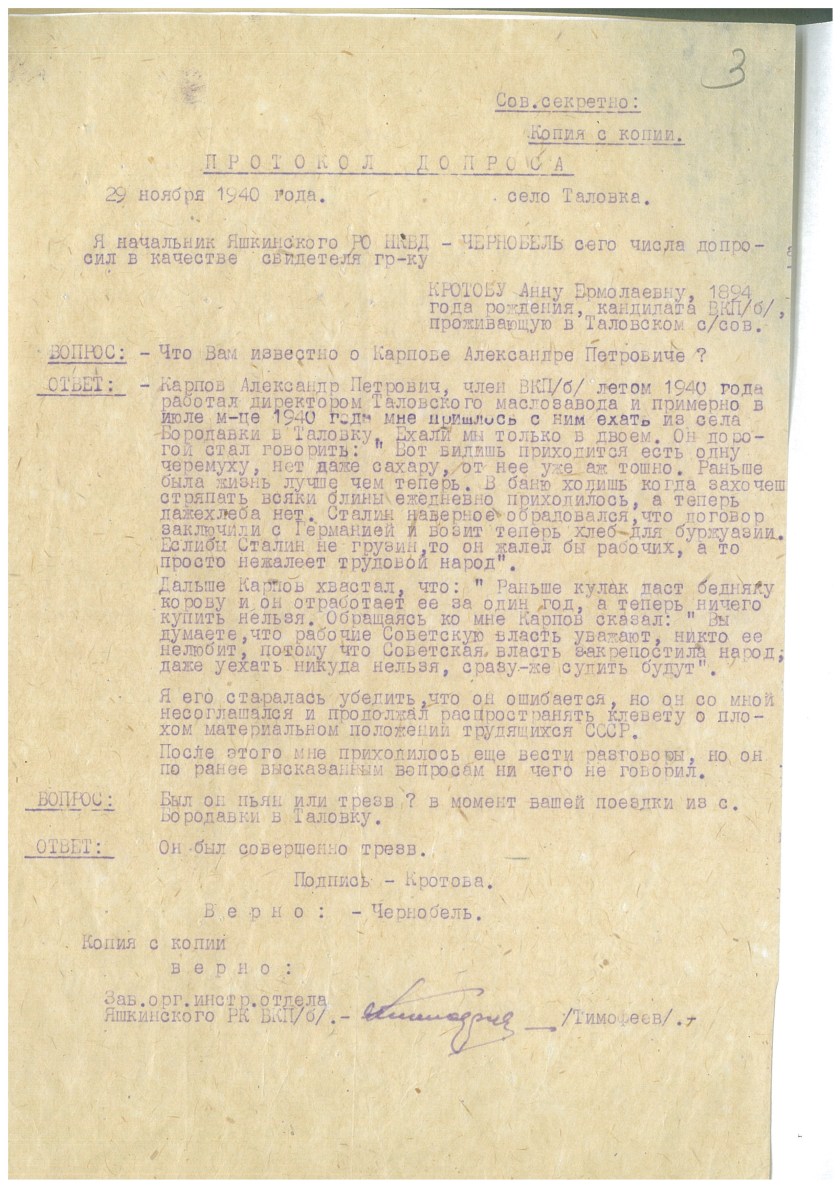 3
Сов.секретно:
Копия с копии.
ПРОТОКОЛ ДОПРОСА
29 ноября 1940 года. село Таловка.
Я начальник Яшкинского РО НКВД - ЧЕРНОБЕЛЬ сего числа допро-
сил в качестве свидетеля гр-ку
КРОТОВУ Анну Ермолаевну, 1894
года рождения, кандидата ВКП/б/,
проживающую в Таловском с/сов.
ВОПРОС: - Что Вам известно о Карпове Александре Петровиче ?
ОТВЕТ: - Карпов Александр Петрович, член ВКП/б/ летом 1940 года
работал директором Таловского маслозавода и примерно в
июле м-це 1940 года мне пришлось с ним ехать из села
Бородавки в Таловку. Ехали мы только в двоем. Он доро-
гой стал говорить: " Вот видишь приходится есть одну
черемуху, нет даже сахару, от нее уже аж тошно. Раньше
была жизнь лучше чем теперь. В баню ходишь когда захочеш
стряпать всяки блины ежедневно приходилось, а теперь
дажехлеба нет. Сталин наверное обрадовался,что договор
заключили с Германией и возит теперь хлеб для буржуазии.
Еслибы Сталин не грузин,то он жалел бы рабочих, а то
просто нежалеет трудовой народ".
Дальше Карпов хвастал, что: " Раньше кулак даст бедняку
корову и он отработает ее за один год, а теперь ничего
купить нельзя. Обращаясь ко мне Карпов сказал: " Вы
думаете,что рабочие Советскую власть уважают, никто ее
нелюбит, потому что Советская власть закрепостила народ,
даже уехать никуда нельзя, сразу-же судить будут".
Я его старалась убедить,что он ошибается, но он со мной
несоглашался и продолжал распространять клевету о пло-
хом материальном положений трудящихся СССР.
После этого мне приходилось еще вести разговоры, но он
по ранее высказанным вопросам ни чего не говорил.
ВОПРОС: Был он пьян или трезв ? в момент вашей поездки из с.
Бородавки в Таловку.
ОТВЕТ: Он был совершенно трезв.
Подпись - Кротова.
Верно: - Чернобель.
Копия с копии
верно:
Зав.орг.инстр.отдела
Яшкинского РК ВКП/б/.- /Тимофеев/.-